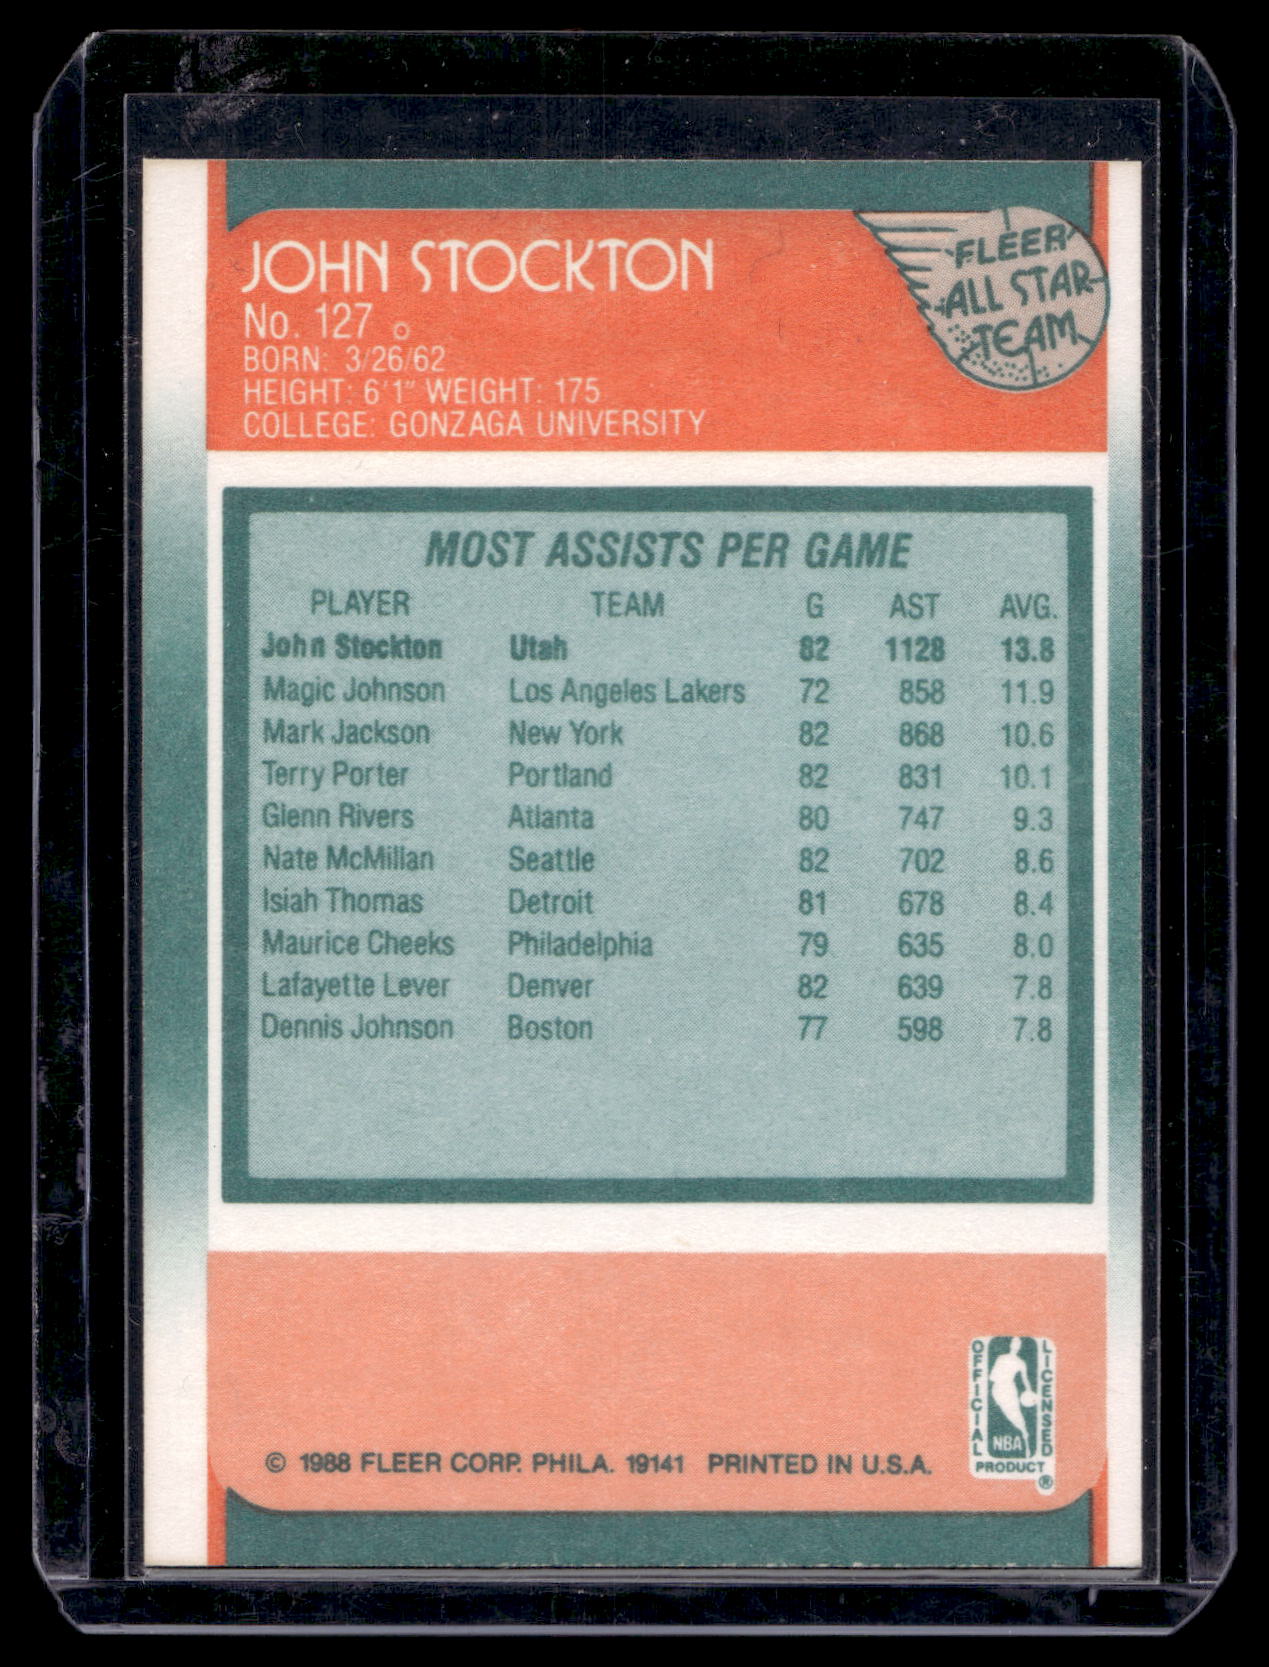 JOHN STOCKTON
No. 127
BORN: 3/26/62
HEIGHT: 6'1" WEIGHT: 175
COLLEGE: GONZAGA UNIVERSITY
FLEER
ALL STAR
TEAM
MOST ASSISTS PER GAME
PLAYER TEAM G AST AVG.
John Stockton Utah 82 1128 13.8
Magic Johnson Los Angeles Lakers 72 858 11.9
Mark Jackson New York 82 868 10.6
Terry Porter Portland 82 831 10.1
Glenn Rivers Atlanta 80 747 9.3
Nate McMillan Seattle 82 702 8.6
Isiah Thomas Detroit 81 678 8.4
Maurice Cheeks Philadelphia 79 635 8.0
Lafayette Lever Denver 82 639 7.8
Dennis Johnson Boston 77 598 7.8
OFFICIAL LICENSED
NBA
PRODUCT ®
© 1988 FLEER CORP. PHILA. 19141 PRINTED IN U.S.A.